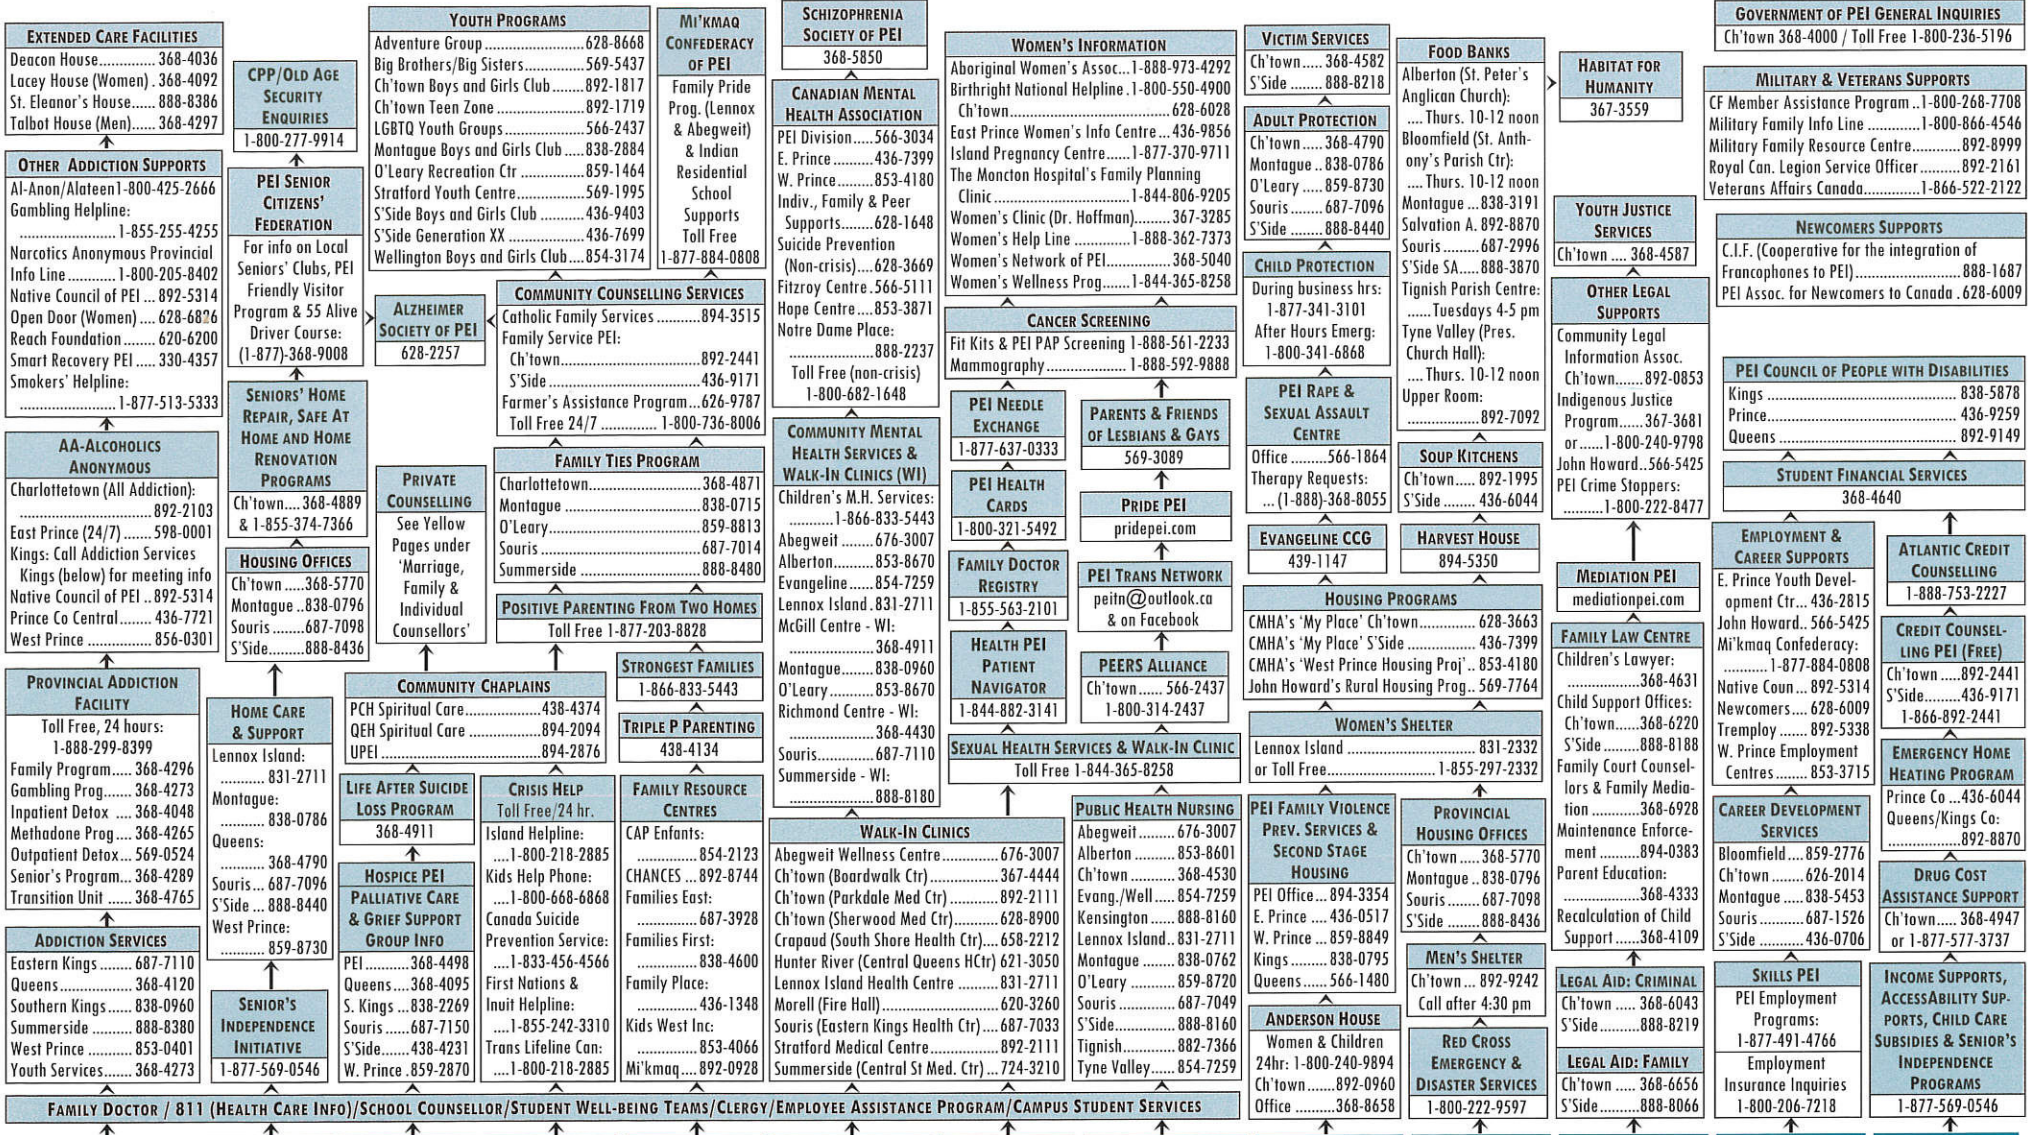 EXTENDED CARE FACILITIES
Deacon House............. 368-4036
Lacey House (Women) . 368-4092
St. Eleanor's House...... 888-8386
Talbot House (Men)...... 368-4297
OTHER ADDICTION SUPPORTS
Al-Anon/Alateen1-800-425-2666
Gambling Helpline:
.....................1-855-255-4255
Narcotics Anonymous Provincial
Info Line...........1-800-205-8402
Native Council of PEI ... 892-5314
Open Door (Women) .... 628-6826
Reach Foundation ........ 620-6200
Smart Recovery PEI ..... 330-4357
Smokers' Helpline:
.....................1-877-513-5333
AA-ALCOHOLICS
ANONYMOUS
Charlottetown (All Addiction):
.............................. 892-2103
East Prince (24/7) ....... 598-0001
Kings: Call Addiction Services
Kings (below) for meeting info
Native Council of PEI ..892-5314
Prince Co Central........ 436-7721
West Prince ............... 856-0301
PROVINCIAL ADDICTION
FACILITY
Toll Free, 24 hours:
1-888-299-8399
Family Program..... 368-4296
Gambling Prog....... 368-4273
Inpatient Detox .... 368-4048
Methadone Prog .... 368-4265
Outpatient Detox... 569-0524
Senior's Program... 368-4289
Transition Unit ...... 368-4765
ADDICTION SERVICES
Eastern Kings ........ 687-7110
Queens.................. 368-4120
Southern Kings ...... 838-0960
Summerside .......... 888-8380
West Prince ........... 853-0401
Youth Services........ 368-4273
CPP/OLD AGE
SECURITY
ENQUIRIES
1-800-277-9914
PEI SENIOR
CITIZENS'
FEDERATION
For info on Local
Seniors' Clubs, PEI
Friendly Visitor
Program & 55 Alive
Driver Course:
(1-877)-368-9008
SENIORS' HOME
REPAIR, SAFE AT
HOME AND HOME
RENOVATION
PROGRAMS
Ch'town.... 368-4889
& 1-855-374-7366
HOUSING OFFICES
Ch'town ....368-5770
Montague ..838-0796
Souris ........687-7098
S'Side........888-8436
HOME CARE
& SUPPORT
Lennox Island:
........... 831-2711
Montague:
........... 838-0786
Queens:
........... 368-4790
Souris... 687-7096
S'Side ... 888-8440
West Prince:
........... 859-8730
SENIOR'S
INDEPENDENCE
INITIATIVE
1-877-569-0546
YOUTH PROGRAMS
Adventure Group ....................628-8668
Big Brothers/Big Sisters............569-5437
Ch'town Boys and Girls Club.......892-1817
Ch'town Teen Zone ..................892-1719
LGBTQ Youth Groups................566-2437
Montague Boys and Girls Club ....838-2884
O'Leary Recreation Ctr .............859-1464
Stratford Youth Centre..............569-1995
S'Side Boys and Girls Club .........436-9403
S'Side Generation XX ...............436-7699
Wellington Boys and Girls Club....854-3174
ALZHEIMER
SOCIETY OF PEI
628-2257
PRIVATE
COUNSELLING
See Yellow
Pages under
'Marriage,
Family &
Individual
Counsellors'
MI'KMAQ
CONFEDERACY
OF PEI
Family Pride
Prog. (Lennox
& Abegweit)
& Indian
Residential
School
Supports
Toll Free
1-877-884-0808
COMMUNITY COUNSELLING SERVICES
Catholic Family Services ..........894-3515
Family Service PEI:
Ch'town............................892-2441
S'Side ..............................436-9171
Farmer's Assistance Program...626-9787
Toll Free 24/7 ............. 1-800-736-8006
FAMILY TIES PROGRAM
Charlottetown.........................368-4871
Montague ..............................838-0715
O'Leary..................................859-8813
Souris ...................................687-7014
Summerside ...........................888-8480
POSITIVE PARENTING FROM TWO HOMES
Toll Free 1-877-203-8828
STRONGEST FAMILIES
1-866-833-5443
TRIPLE P PARENTING
438-4134
COMMUNITY CHAPLAINS
PCH Spiritual Care..................438-4374
QEH Spiritual Care .................894-2094
UPEI .....................................894-2876
LIFE AFTER SUICIDE
LOSS PROGRAM
368-4911
HOSPICE PEI
PALLIATIVE CARE
& GRIEF SUPPORT
GROUP INFO
PEI...........368-4498
Queens.....368-4095
S. Kings ...838-2269
Souris ......687-7150
S'Side......438-4231
W. Prince .859-2870
CRISIS HELP
Toll Free/24 hr.
Island Helpline:
....1-800-218-2885
Kids Help Phone:
....1-800-668-6868
Canada Suicide
Prevention Service:
....1-833-456-4566
First Nations &
Inuit Helpline:
....1-855-242-3310
Trans Lifeline Can:
....1-800-218-2885
FAMILY RESOURCE
CENTRES
CAP Enfants:
...............854-2123
CHANCES ...892-8744
Families East:
...............687-3928
Families First:
...............838-4600
Family Place:
...............436-1348
Kids West Inc:
...............853-4066
Mi'kmaq....892-0928
SCHIZOPHRENIA
SOCIETY OF PEI
368-5850
CANADIAN MENTAL
HEALTH ASSOCIATION
PEI Division .....566-3034
E. Prince .........436-7399
W. Prince.........853-4180
Indiv., Family & Peer
Supports.......628-1648
Suicide Prevention
(Non-crisis)....628-3669
Fitzroy Centre .566-5111
Hope Centre....853-3871
Notre Dame Place:
...................888-2237
Toll Free (non-crisis)
1-800-682-1648
COMMUNITY MENTAL
HEALTH SERVICES &
WALK-IN CLINICS (WI)
Children's M.H. Services:
............1-866-833-5443
Abegweit ........676-3007
Alberton..........853-8670
Evangeline......854-7259
Lennox Island.831-2711
McGill Centre - WI:
...................368-4911
Montague........838-0960
O'Leary...........853-8670
Richmond Centre - WI:
...................368-4430
Souris.............687-7110
Summerside - WI:
...................888-8180
WALK-IN CLINICS
Abegweit Wellness Centre............ 676-3007
Ch'town (Boardwalk Ctr)............. 367-4444
Ch'town (Parkdale Med Ctr)......... 892-2111
Ch'town (Sherwood Med Ctr)........ 628-8900
Crapaud (South Shore Health Ctr).... 658-2212
Hunter River (Central Queens HCtr) 621-3050
Lennox Island Health Centre ........ 831-2711
Morell (Fire Hall)...................... 620-3260
Souris (Eastern Kings Health Ctr).... 687-7033
Stratford Medical Centre.............. 892-2111
Summerside (Central St Med. Ctr) ... 724-3210
WOMEN'S INFORMATION
Aboriginal Women's Assoc...1-888-973-4292
Birthright National Helpline .1-800-550-4900
Ch'town.............................628-6028
East Prince Women's Info Centre...436-9856
Island Pregnancy Centre......1-877-370-9711
The Moncton Hospital's Family Planning
Clinic............................1-844-806-9205
Women's Clinic (Dr. Hoffman)........367-3285
Women's Help Line ............1-888-362-7373
Women's Network of PEI..............368-5040
Women's Wellness Prog.......1-844-365-8258
CANCER SCREENING
Fit Kits & PEI PAP Screening 1-888-561-2233
Mammography................... 1-888-592-9888
PEI NEEDLE
EXCHANGE
1-877-637-0333
PEI HEALTH
CARDS
1-800-321-5492
FAMILY DOCTOR
REGISTRY
1-855-563-2101
HEALTH PEI
PATIENT
NAVIGATOR
1-844-882-3141
PARENTS & FRIENDS
OF LESBIANS & GAYS
569-3089
PRIDE PEI
pridepei.com
PEI TRANS NETWORK
peitn@outlook.ca
& on Facebook
PEERS ALLIANCE
Ch'town ...... 566-2437
1-800-314-2437
SEXUAL HEALTH SERVICES & WALK-IN CLINIC
Toll Free 1-844-365-8258
PUBLIC HEALTH NURSING
Abegweit......... 676-3007
Alberton ......... 853-8601
Ch'town .......... 368-4530
Evang./Well ..... 854-7259
Kensington ...... 888-8160
Lennox Island.. 831-2711
Montague ........ 838-0762
O'Leary .......... 859-8720
Souris ............. 687-7049
S'Side............. 888-8160
Tignish............ 882-7366
Tyne Valley...... 854-7259
VICTIM SERVICES
Ch'town ..... 368-4582
S'Side ........ 888-8218
ADULT PROTECTION
Ch'town..... 368-4790
Montague .. 838-0786
O'Leary ..... 859-8730
Souris........ 687-7096
S'Side ....... 888-8440
CHILD PROTECTION
During business hrs:
1-877-341-3101
After Hours Emerg:
1-800-341-6868
PEI RAPE &
SEXUAL ASSAULT
CENTRE
Office ........566-1864
Therapy Requests:
... (1-888)-368-8055
EVANGELINE CCG
439-1147
HOUSING PROGRAMS
CMHA's 'My Place' Ch'town............. 628-3663
CMHA's 'My Place' S'Side ............... 436-7399
CMHA's 'West Prince Housing Proj'.. 853-4180
John Howard's Rural Housing Prog.. 569-7764
WOMEN'S SHELTER
Lennox Island ........................ 831-2332
or Toll Free.......................... 1-855-297-2332
PEI FAMILY VIOLENCE
PREV. SERVICES &
SECOND STAGE
HOUSING
PEI Office... 894-3354
E. Prince .... 436-0517
W. Prince ... 859-8849
Kings......... 838-0795
Queens...... 566-1480
ANDERSON HOUSE
Women & Children
24hr: 1-800-240-9894
Ch'town.......892-0960
Office .........368-8658
FOOD BANKS
Alberton (St. Peter's
Anglican Church):
.... Thurs. 10-12 noon
Bloomfield (St. Anth-
ony's Parish Ctr):
.... Thurs. 10-12 noon
Montague ... 838-3191
Salvation A. 892-8870
Souris ........ 687-2996
S'Side SA..... 888-3870
Tignish Parish Centre:
......Tuesdays 4-5 pm
Tyne Valley (Pres.
Church Hall):
.... Thurs. 10-12 noon
Upper Room:
.................. 892-7092
SOUP KITCHENS
Ch'town ..... 892-1995
S'Side ........ 436-6044
HARVEST HOUSE
894-5350
PROVINCIAL
HOUSING OFFICES
Ch'town ..... 368-5770
Montague .. 838-0796
Souris ........ 687-7098
S'Side ........ 888-8436
MEN'S SHELTER
Ch'town ... 892-9242
Call after 4:30 pm
RED CROSS
EMERGENCY &
DISASTER SERVICES
1-800-222-9597
HABITAT FOR
HUMANITY
367-3559
YOUTH JUSTICE
SERVICES
Ch'town .... 368-4587
OTHER LEGAL
SUPPORTS
Community Legal
Information Assoc.
Ch'town.......892-0853
Indigenous Justice
Program......367-3681
or......1-800-240-9798
John Howard..566-5425
PEI Crime Stoppers:
...........1-800-222-8477
MEDIATION PEI
mediationpei.com
FAMILY LAW CENTRE
Children's Lawyer:
...................368-4631
Child Support Offices:
Ch'town......368-6220
S'Side ........888-8188
Family Court Counsel-
lors & Family Media-
tion ............368-6928
Maintenance Enforce-
ment ..........894-0383
Parent Education:
...................368-4333
Recalculation of Child
Support ......368-4109
LEGAL AID: CRIMINAL
Ch'town ..... 368-6043
S'Side.........888-8219
LEGAL AID: FAMILY
Ch'town ..... 368-6656
S'Side.........888-8066
GOVERNMENT OF PEI GENERAL INQUIRIES
Ch'town 368-4000 / Toll Free 1-800-236-5196
MILITARY & VETERANS SUPPORTS
CF Member Assistance Program ..1-800-268-7708
Military Family Info Line .............1-800-866-4546
Military Family Resource Centre............892-8999
Royal Can. Legion Service Officer..........892-2161
Veterans Affairs Canada..............1-866-522-2122
NEWCOMERS SUPPORTS
C.I.F. (Cooperative for the integration of
Francophones to PEI)..........................888-1687
PEI Assoc. for Newcomers to Canada .628-6009
PEI COUNCIL OF PEOPLE WITH DISABILITIES
Kings ........................................ 838-5878
Prince........................................ 436-9259
Queens ...................................... 892-9149
STUDENT FINANCIAL SERVICES
368-4640
EMPLOYMENT &
CAREER SUPPORTS
E. Prince Youth Devel-
opment Ctr... 436-2815
John Howard.. 566-5425
Mi'kmaq Confederacy:
...........1-877-884-0808
Native Coun ... 892-5314
Newcomers .... 628-6009
Tremploy ....... 892-5338
W. Prince Employment
Centres ........ 853-3715
CAREER DEVELOPMENT
SERVICES
Bloomfield .... 859-2776
Ch'town ........ 626-2014
Montague ..... 838-5453
Souris........... 687-1526
S'Side .......... 436-0706
SKILLS PEI
PEI Employment
Programs:
1-877-491-4766
Employment
Insurance Inquiries
1-800-206-7218
ATLANTIC CREDIT
COUNSELLING
1-888-753-2227
CREDIT COUNSEL-
LING PEI (FREE)
Ch'town .....892-2441
S'Side.......436-9171
1-866-892-2441
EMERGENCY HOME
HEATING PROGRAM
Prince Co ...436-6044
Queens/Kings Co:
...............892-8870
DRUG COST
ASSISTANCE SUPPORT
Ch'town .... 368-4947
or 1-877-577-3737
INCOME SUPPORTS,
ACCESSABILITY SUP-
PORTS, CHILD CARE
SUBSIDIES & SENIOR'S
INDEPENDENCE
PROGRAMS
1-877-569-0546
FAMILY DOCTOR / 811 (HEALTH CARE INFO)/SCHOOL COUNSELLOR/STUDENT WELL-BEING TEAMS/CLERGY/EMPLOYEE ASSISTANCE PROGRAM/CAMPUS STUDENT SERVICES